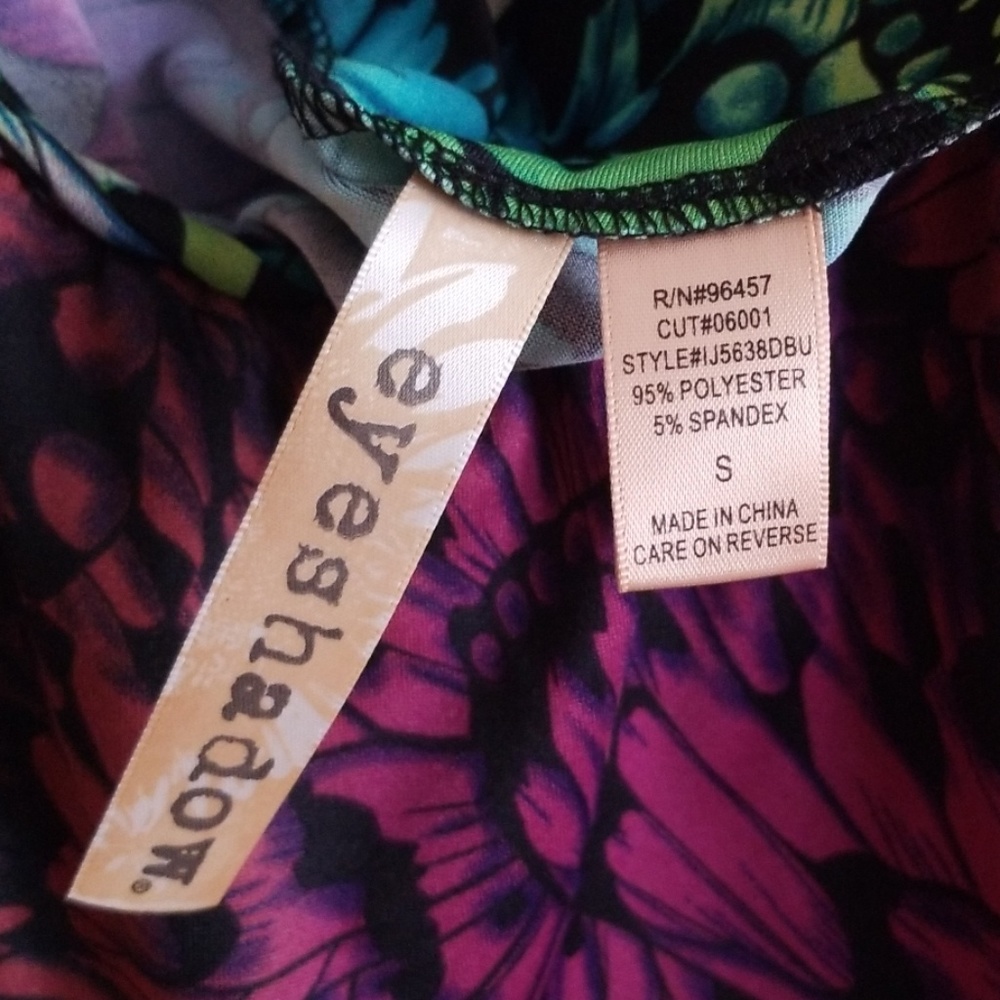 eyeshadow®
R/N#96457
CUT#06001
STYLE#IJ5638DBU
95% POLYESTER
5% SPANDEX
S
MADE IN CHINA
CARE ON REVERSE